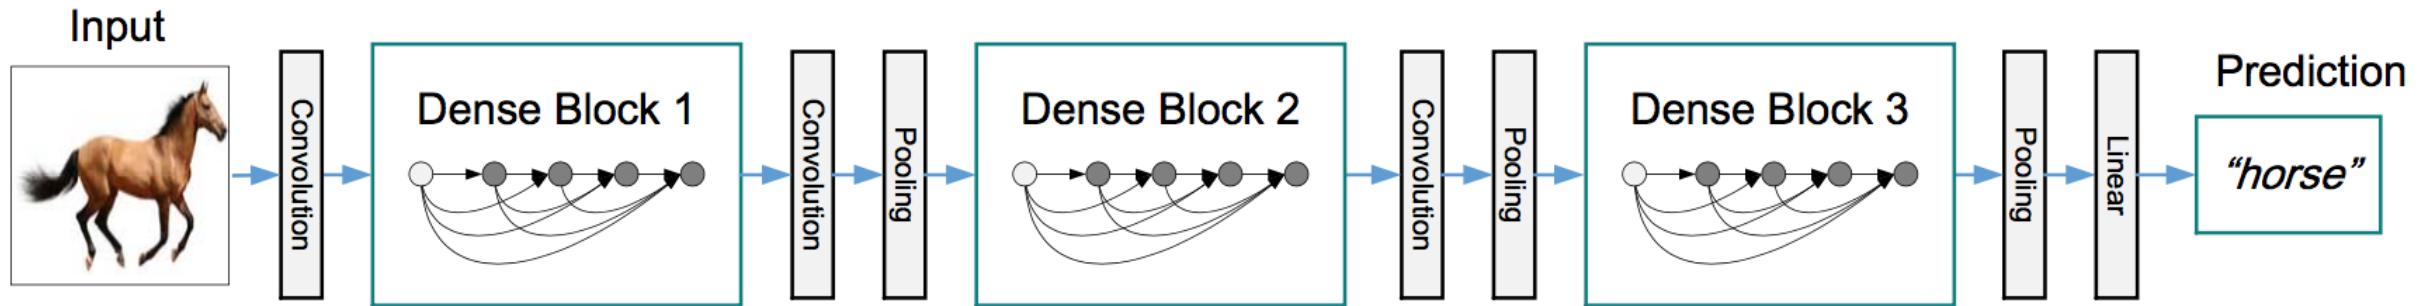 Input
Convolution
Dense Block 1
Convolution
Pooling
Dense Block 2
Convolution
Pooling
Dense Block 3
Pooling
Linear
Prediction
“horse”